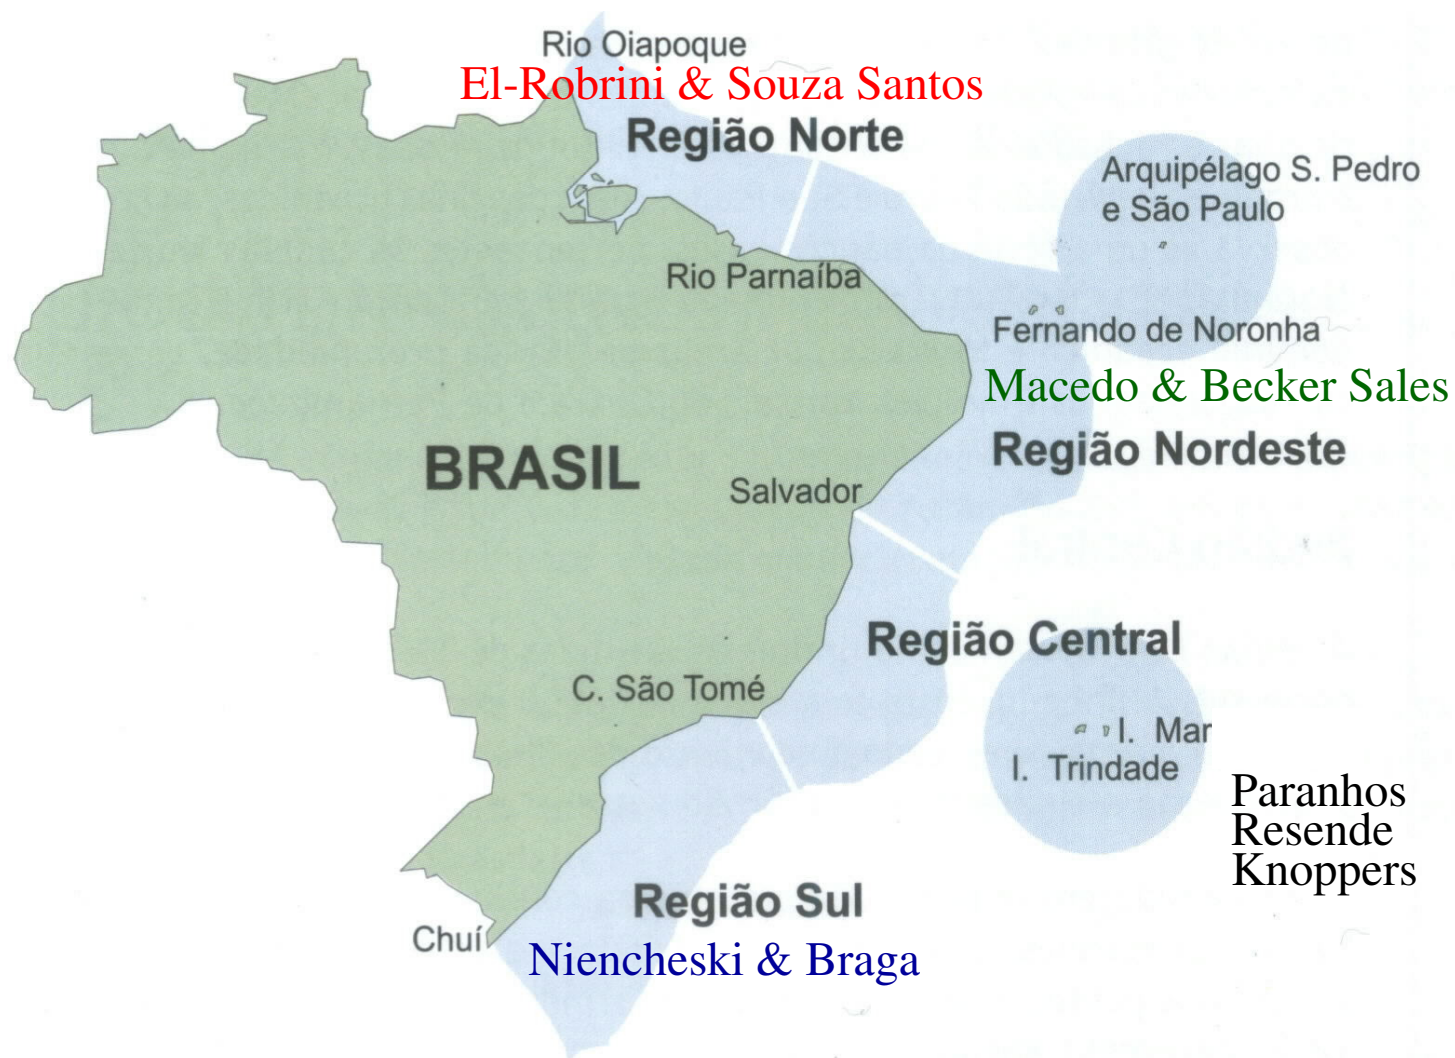 Rio Oiapoque
El-Robrini & Souza Santos
Região Norte
Arquipélago S. Pedro
e São Paulo
Rio Parnaíba
Fernando de Noronha
Macedo & Becker Sales
Região Nordeste
BRASIL
Salvador
Região Central
C. São Tomé
I. Mar
I. Trindade
Paranhos
Resende
Knoppers
Região Sul
Chuí
Niencheski & Braga